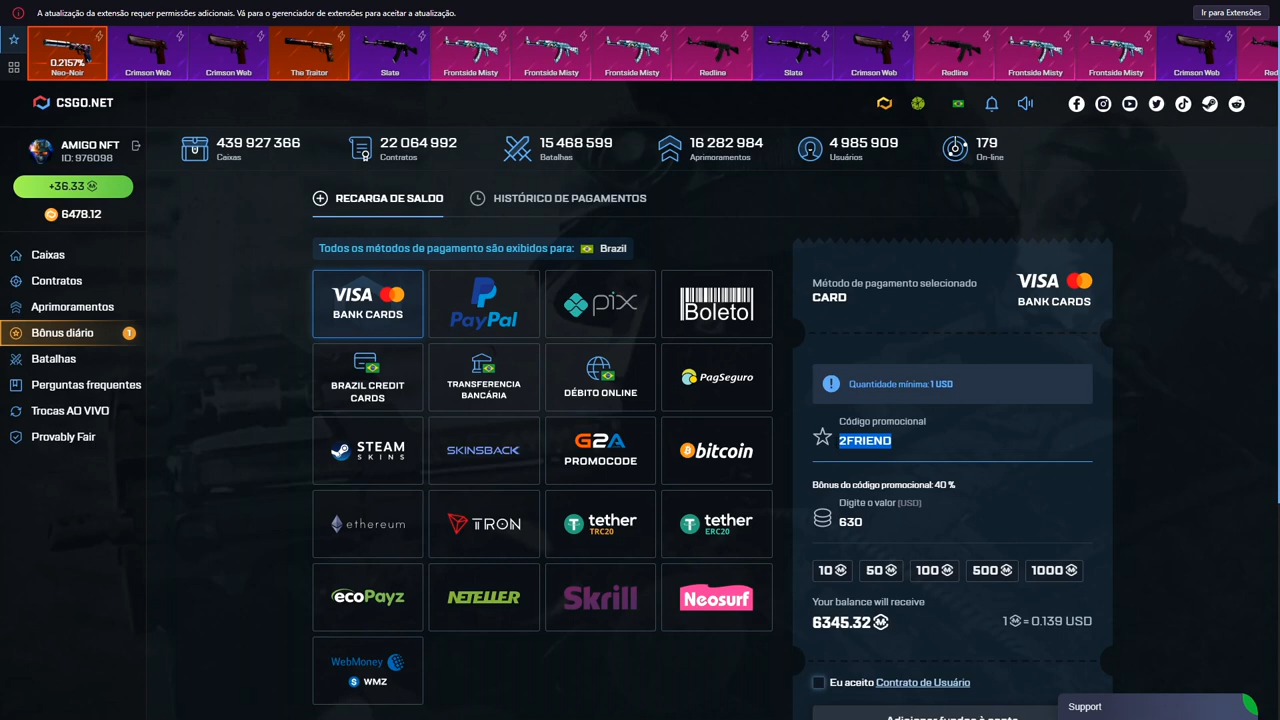 A atualização da extensão requer permissões adicionais. Vá para o gerenciador de extensões para aceitar a atualização.
Ir para Extensões
0.2157%
Neo-Noir
Crimson Web
Crimson Web
The Traitor
Slate
Frontside Misty
Frontside Misty
Frontside Misty
Redline
Slate
Crimson Web
Redline
Frontside Misty
Frontside Misty
Crimson Web
Red
CSGO.NET
AMIGO NFT
ID: 976098
+36.33
6478.12
439 927 366
Caixas
22 064 992
Contratos
15 468 599
Batalhas
16 282 984
Aprimoramentos
4 985 909
Usuários
179
On-line
Caixas
Contratos
Aprimoramentos
Bônus diário
1
Batalhas
Perguntas frequentes
Trocas AO VIVO
Provably Fair
RECARGA DE SALDO
HISTÓRICO DE PAGAMENTOS
Todos os métodos de pagamento são exibidos para: Brazil
VISA
BANK CARDS
PayPal
pix
Boleto!
BRAZIL CREDIT
CARDS
TRANSFERENCIA
BANCÁRIA
DÉBITO ONLINE
PagSeguro
STEAM
SKINS
SKINSBACK
G2A
PROMOCODE
bitcoin
ethereum
TRON
tether
TRC20
tether
ERC20
ecoPayz
NETELLER
Skrill
Neosurf
WebMoney
WMZ
Método de pagamento selecionado
CARD
VISA
BANK CARDS
Quantidade mínima: 1 USD
Código promocional
2FRIEND
Bônus do código promocional: 40 %
Digite o valor (USD)
630
10
50
100
500
1000
Your balance will receive
6345.32
1 = 0.139 USD
Eu aceito Contrato de Usuário
Adicionar fundos à conta
Support